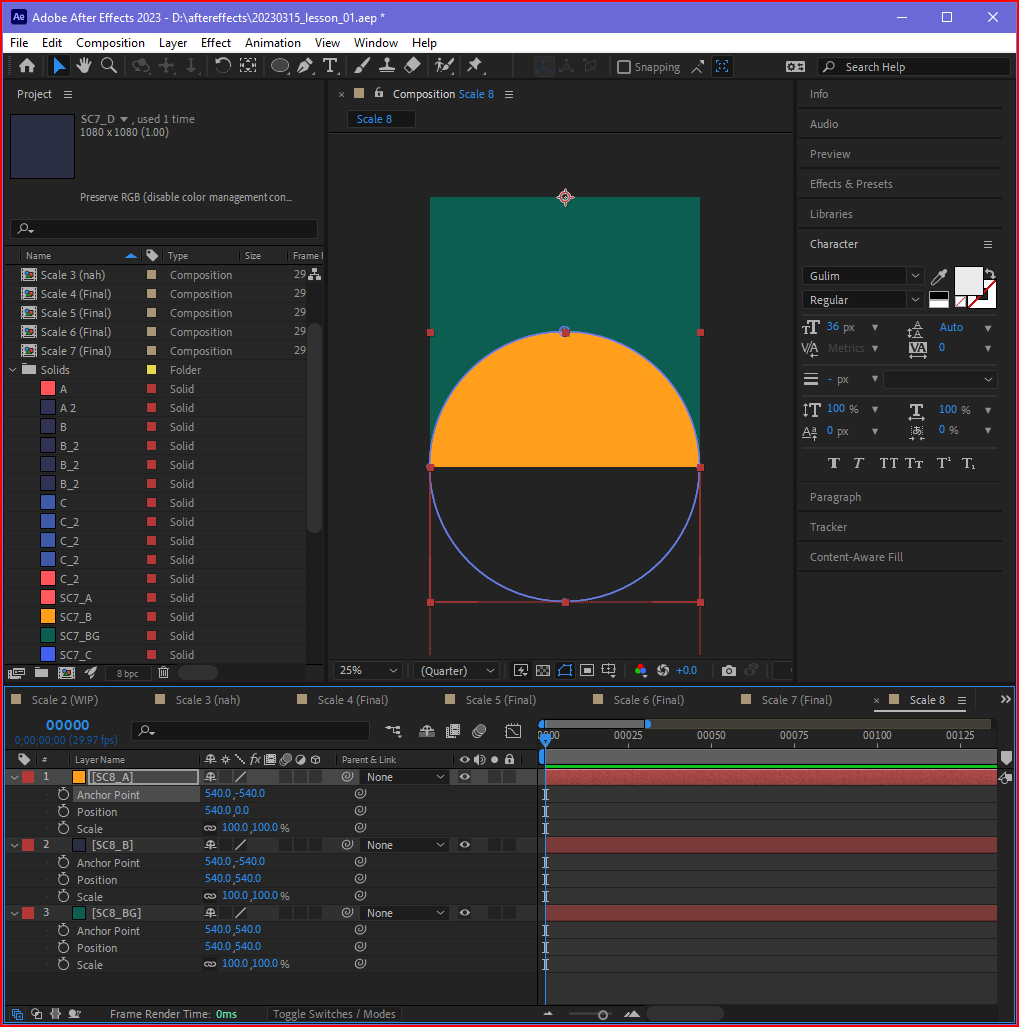 Ae Adobe After Effects 2023 - D:\aftereffects\20230315_lesson_01.aep *
File Edit Composition Layer Effect Animation View Window Help
Snapping Search Help
Project
SC7_D , used 1 time
1080 x 1080 (1.00)
Preserve RGB (disable color management con...
Name Type Size Frame
Scale 3 (nah) Composition 29
Scale 4 (Final) Composition 29
Scale 5 (Final) Composition 29
Scale 6 (Final) Composition 29
Scale 7 (Final) Composition 29
Solids Folder
A Solid
A 2 Solid
B Solid
B_2 Solid
B_2 Solid
B_2 Solid
C Solid
C_2 Solid
C_2 Solid
C_2 Solid
C_2 Solid
SC7_A Solid
SC7_B Solid
SC7_BG Solid
SC7_C Solid
8 bpc
Composition Scale 8
Scale 8
25% (Quarter) +0.0
Info
Audio
Preview
Effects & Presets
Libraries
Character
Gulim
Regular
36 px Auto
Metrics 0
- px
100 % 100 %
0 px 0 %
T T TT Tт T¹ T₁
Paragraph
Tracker
Content-Aware Fill
Scale 2 (WIP) Scale 3 (nah) Scale 4 (Final) Scale 5 (Final) Scale 6 (Final) Scale 7 (Final) Scale 8
00000
0;00;00;00 (29.97 fps)
0000 00025 00050 00075 00100 00125
# Layer Name fx Parent & Link
1 [SC8_A] None
Anchor Point 540.0,-540.0
Position 540.0,0.0
Scale 100.0,100.0 %
2 [SC8_B] None
Anchor Point 540.0,-540.0
Position 540.0,540.0
Scale 100.0,100.0 %
3 [SC8_BG] None
Anchor Point 540.0,540.0
Position 540.0,540.0
Scale 100.0,100.0 %
Frame Render Time: 0ms Toggle Switches / Modes